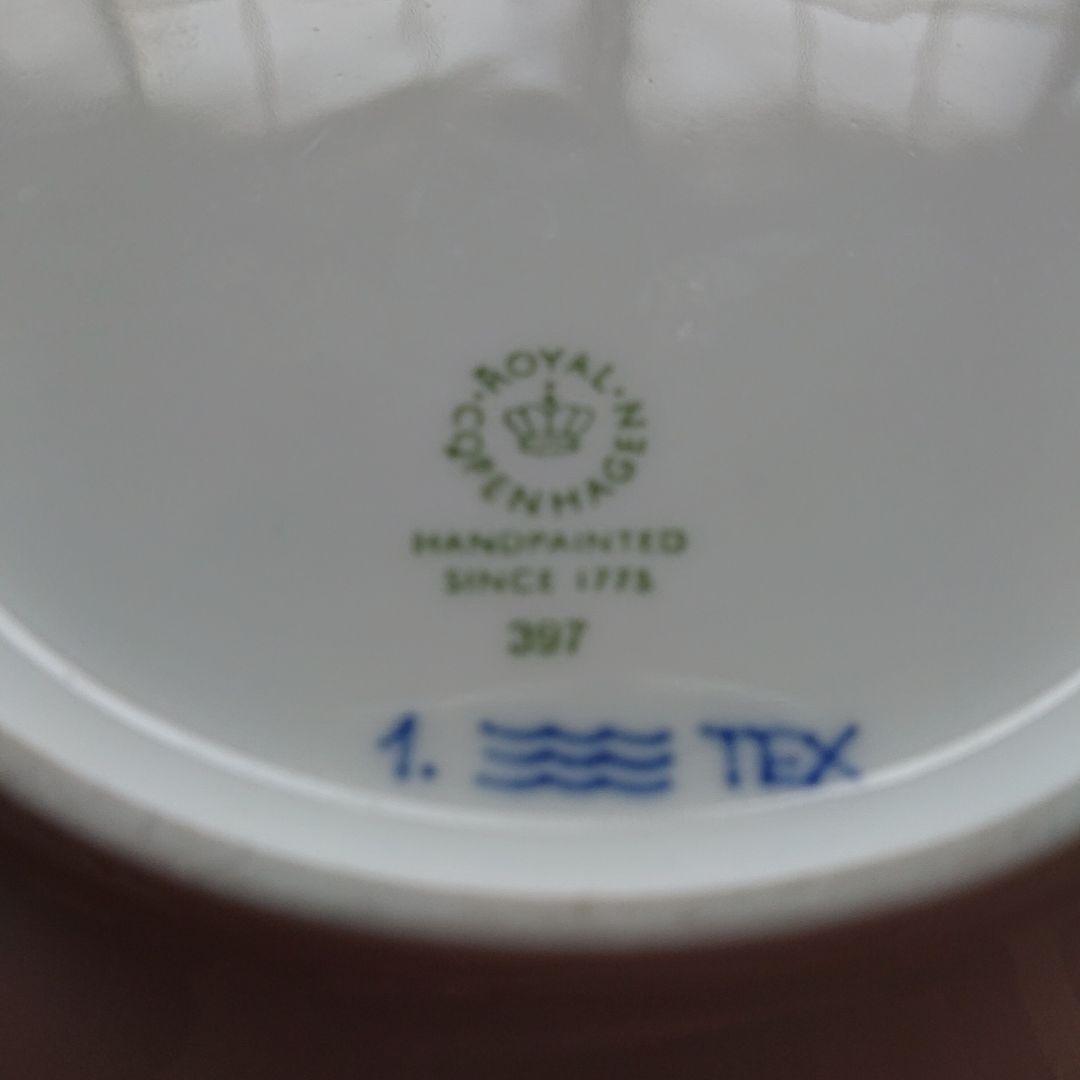 ROYAL
COPENHAGEN
HANDPAINTED
SINCE 1775
397
1. TEX